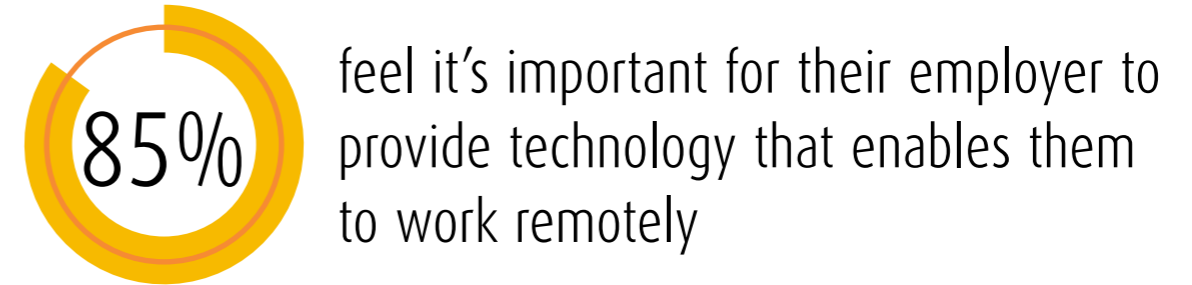 85%
feel it's important for their employer to
provide technology that enables them
to work remotely